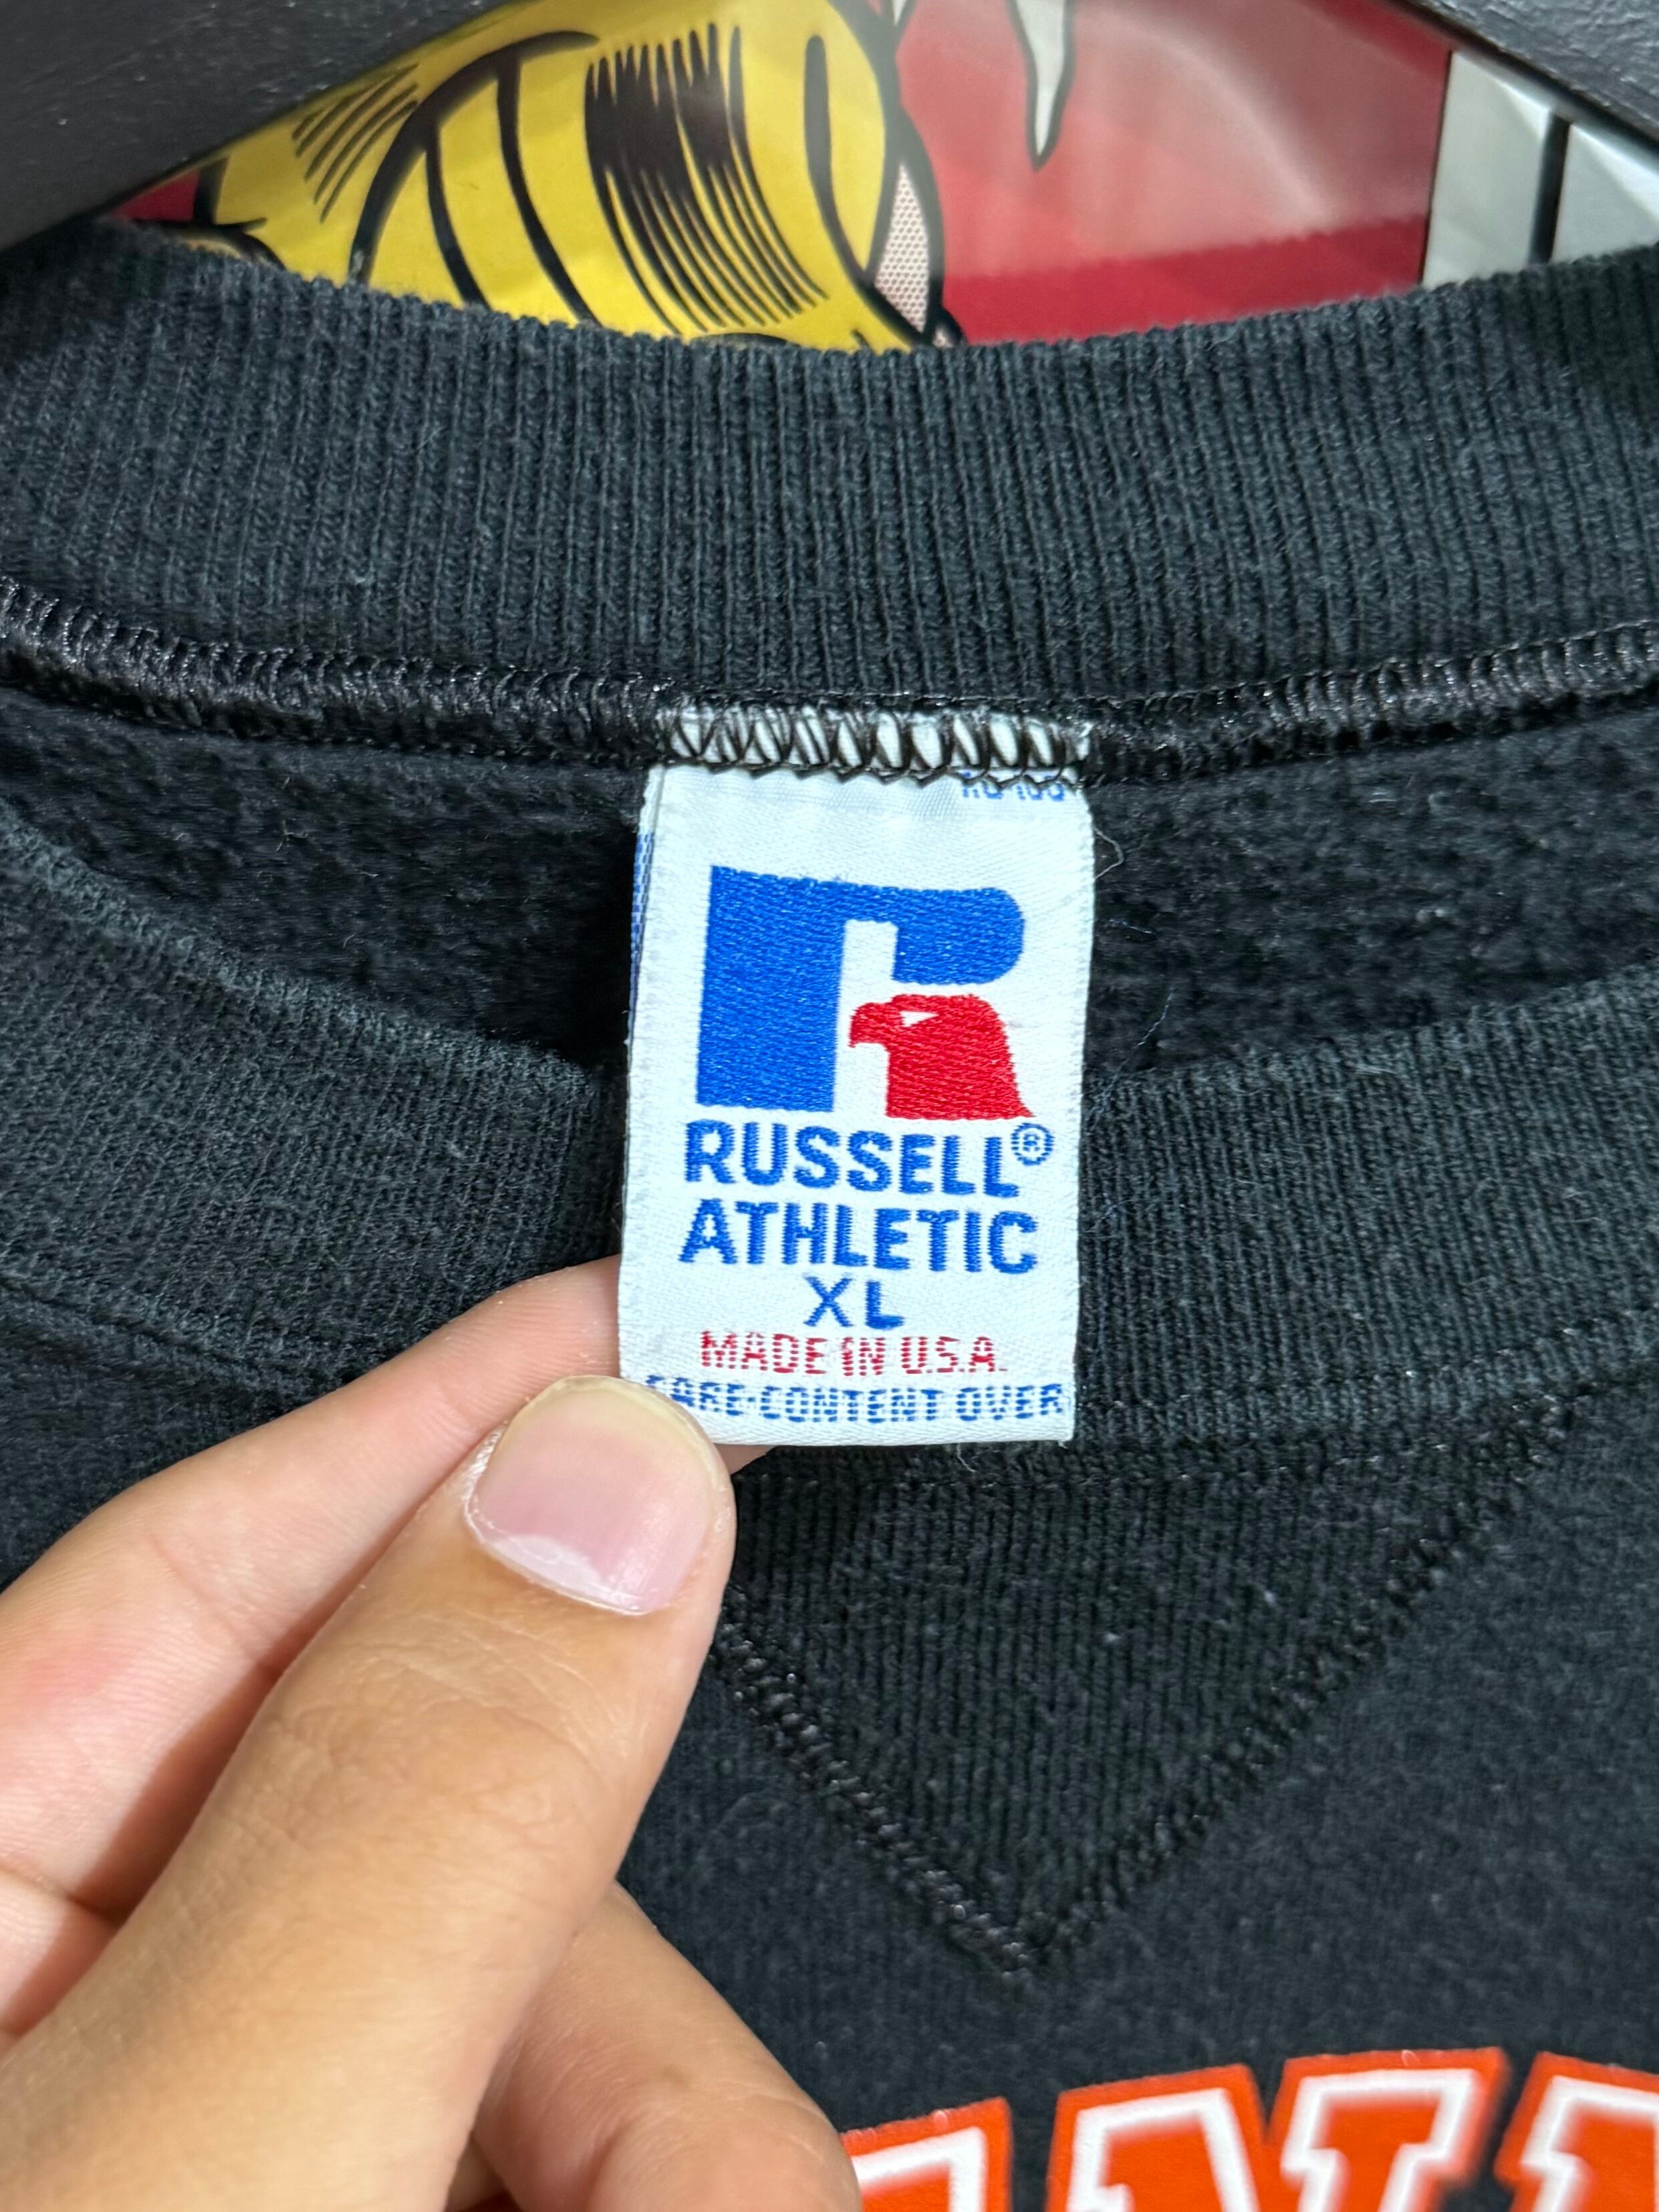 RUSSELL®
ATHLETIC
XL
MADE IN U.S.A.
CARE-CONTENT OVER